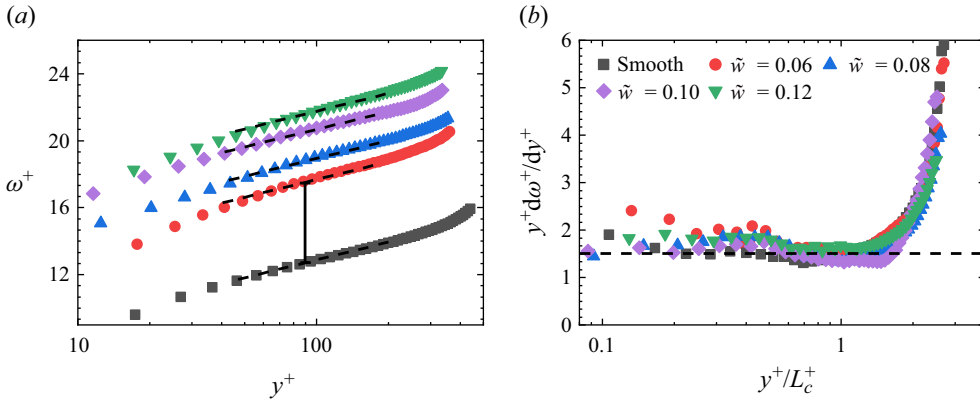 (a)
(b)
24
20
16
12
ω⁺
10
100
y⁺
6
5
4
3
2
1
0
y⁺dω⁺/dy⁺
Smooth w̃ = 0.06 w̃ = 0.08
w̃ = 0.10 w̃ = 0.12
0.1
1
y⁺/L_c⁺